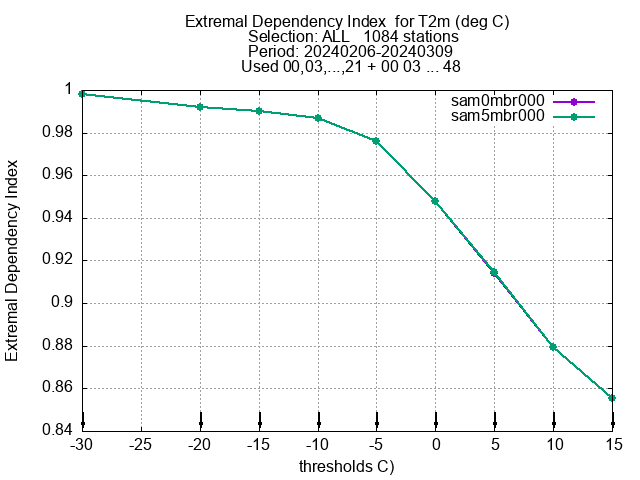 Extremal Dependency Index  for T2m (deg C)
Selection: ALL   1084 stations
Period: 20240206-20240309
Used 00,03,...,21 + 00 03 ... 48
sam0mbr000
sam5mbr000
Extremal Dependency Index
1
0.98
0.96
0.94
0.92
0.9
0.88
0.86
0.84
-30 -25 -20 -15 -10 -5 0 5 10 15
thresholds C)